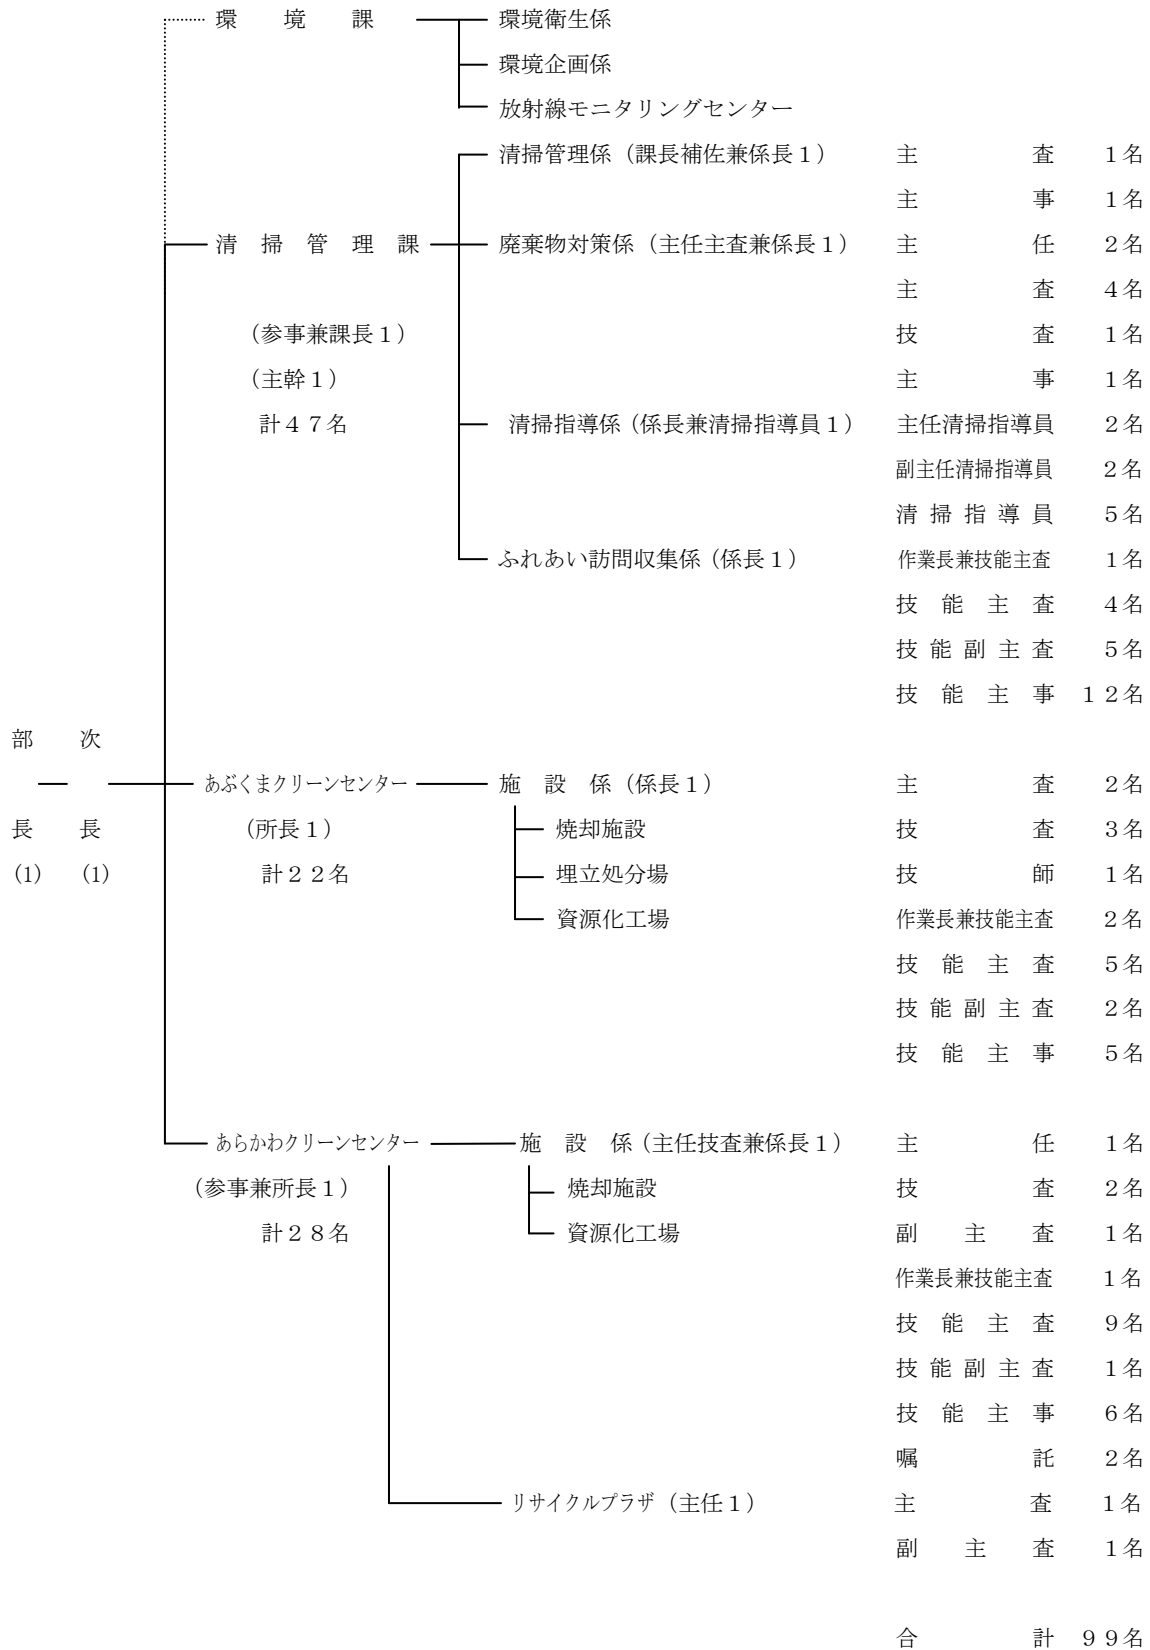 環　境　課　環境衛生係
環境企画係
放射線モニタリングセンター
清掃管理係（課長補佐兼係長１）　主　査　１名
主　事　１名
清　掃　管　理　課　廃棄物対策係（主任主査兼係長１）　主　任　２名
主　査　４名
（参事兼課長１）　技　査　１名
（主幹１）　主　事　１名
計４７名　清掃指導係（係長兼清掃指導員１）　主任清掃指導員　２名
副主任清掃指導員　２名
清 掃 指 導 員　５名
ふれあい訪問収集係（係長１）　作業長兼技能主査　１名
技　能　主　査　４名
技 能 副 主 査　５名
技　能　主　事　１２名
部　次
あぶくまクリーンセンター　施　設　係（係長１）　主　査　２名
長　長　（所長１）　焼却施設　技　査　３名
(1)　(1)　計２２名　埋立処分場　技　師　１名
資源化工場　作業長兼技能主査　２名
技　能　主　査　５名
技 能 副 主 査　２名
技　能　主　事　５名
あらかわクリーンセンター　施　設　係（主任技査兼係長１）　主　任　１名
（参事兼所長１）　焼却施設　技　査　２名
計２８名　資源化工場　副　主　査　１名
作業長兼技能主査　１名
技　能　主　査　９名
技 能 副 主 査　１名
技　能　主　事　６名
嘱　託　２名
リサイクルプラザ（主任１）　主　査　１名
副　主　査　１名
合　計　９９名